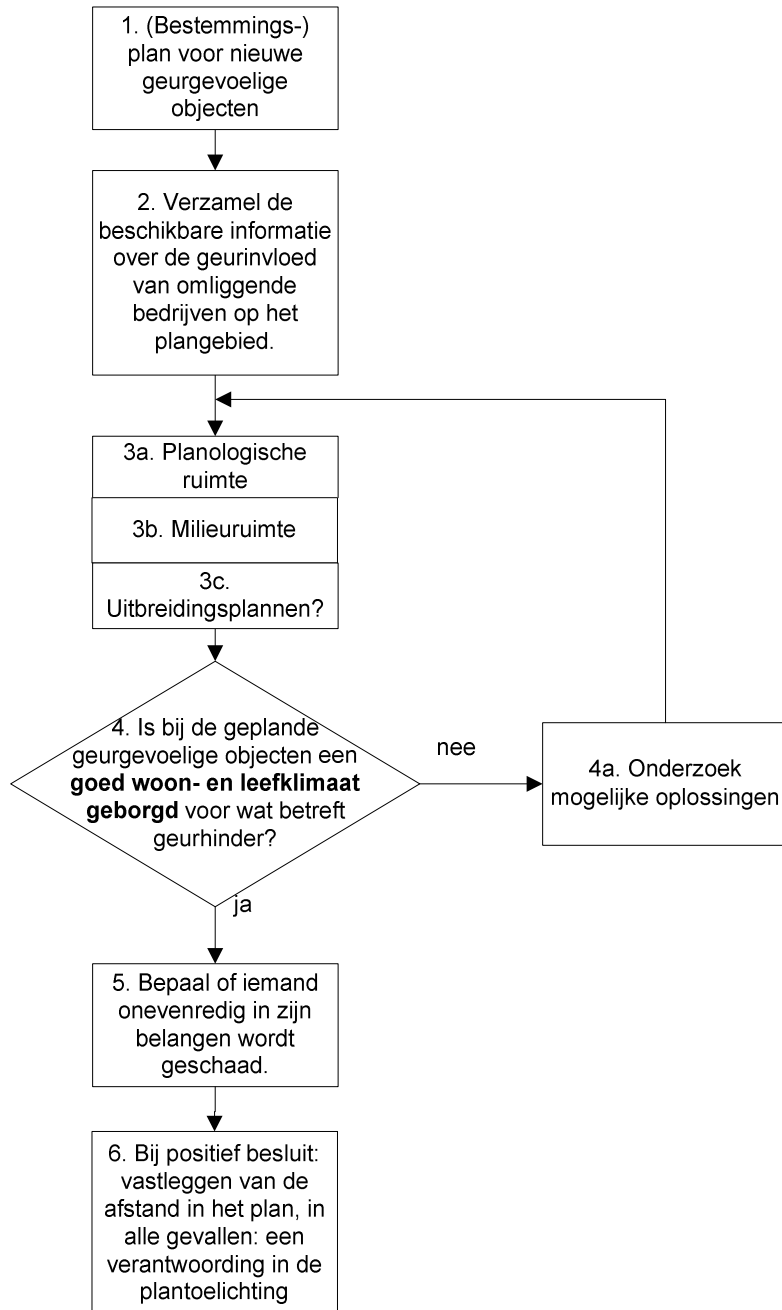 1. (Bestemmings-)
plan voor nieuwe
geurgevoelige
objecten
2. Verzamel de
beschikbare informatie
over de geurinvloed
van omliggende
bedrijven op het
plangebied.
3a. Planologische
ruimte
3b. Milieuruimte
3c.
Uitbreidingsplannen?
4. Is bij de geplande
geurgevoelige objecten een
goed woon- en leefklimaat
geborgd voor wat betreft
geurhinder?
nee
4a. Onderzoek
mogelijke oplossingen
ja
5. Bepaal of iemand
onevenredig in zijn
belangen wordt
geschaad.
6. Bij positief besluit:
vastleggen van de
afstand in het plan, in
alle gevallen: een
verantwoording in de
plantoelichting